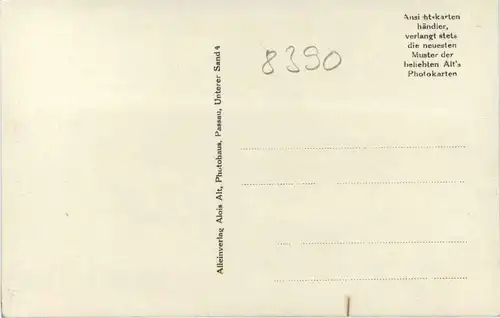 Ansichtskarten
händler,
verlangt stets
die neuesten
Muster der
beliebten Alt's
Photokarten
8390
Alleinverlag Alois Alt, Photohaus, Passau, Unterer Sand 4